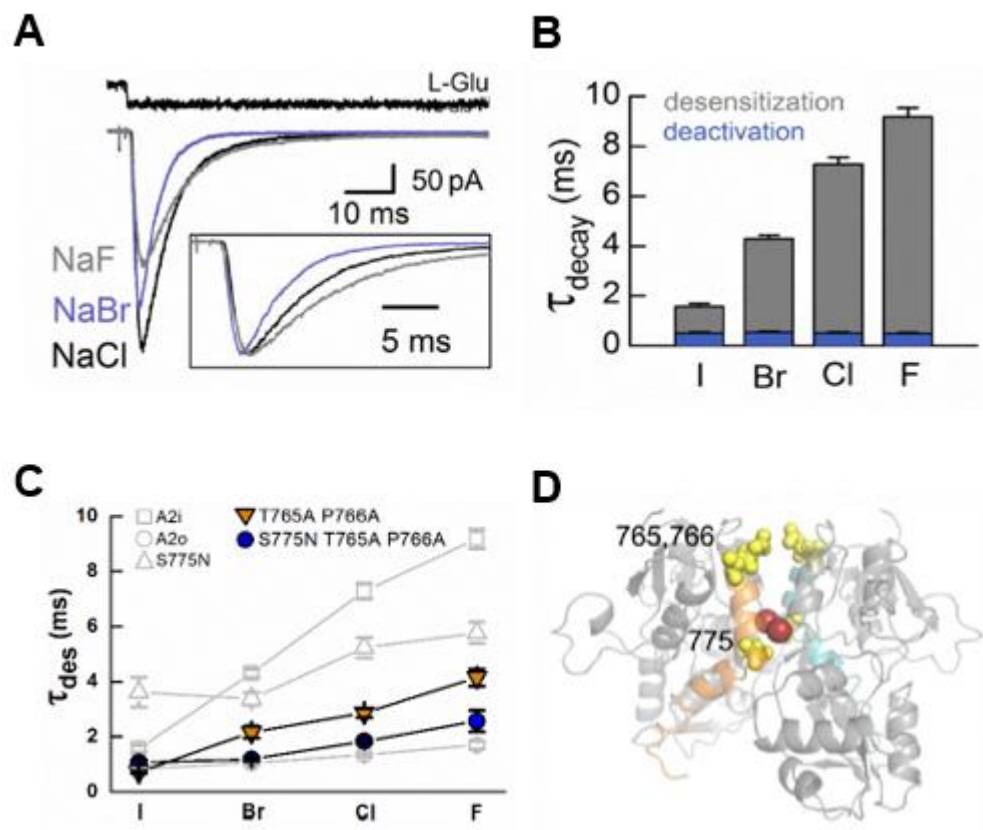 A
L-Glu
50 pA
10 ms
NaF
NaBr
NaCl
5 ms
B
desensitization
deactivation
τdecay (ms)
10
8
6
4
2
0
I Br Cl F
C
A2i
A2o
S775N
T765A P766A
S775N T765A P766A
τdes (ms)
10
8
6
4
2
0
I Br Cl F
D
765,766
775